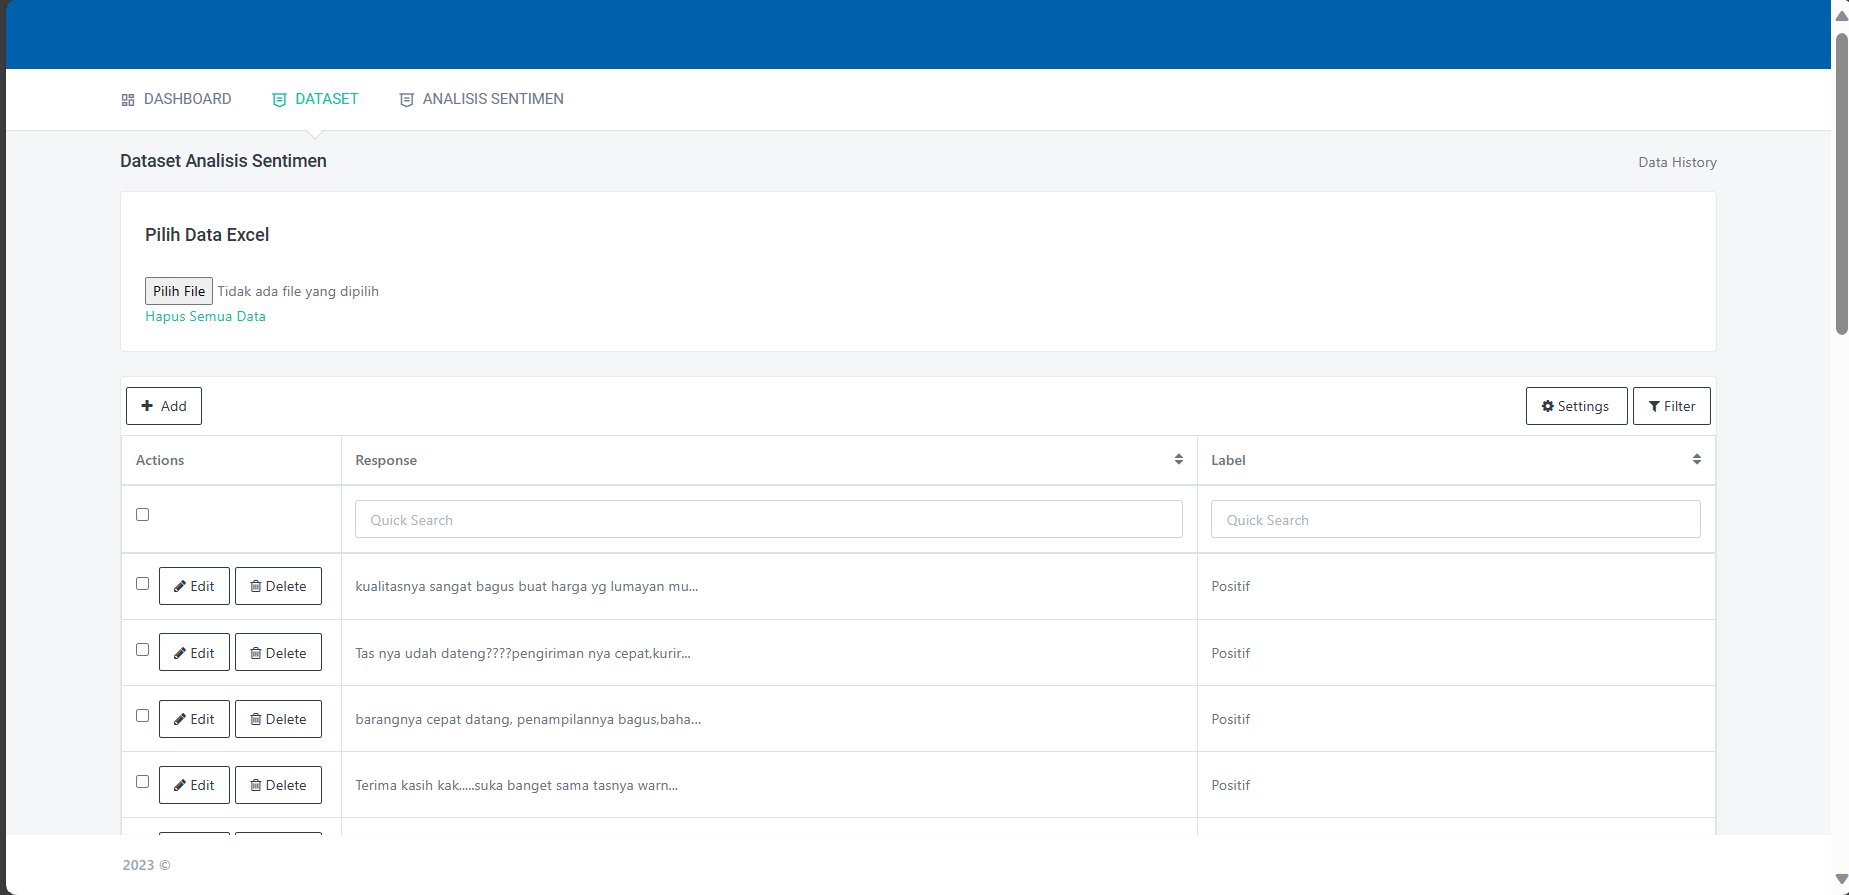 DASHBOARD DATASET ANALISIS SENTIMEN
Dataset Analisis Sentimen Data History
Pilih Data Excel
Pilih File Tidak ada file yang dipilih
Hapus Semua Data
Add Settings Filter
Actions Response Label
Quick Search Quick Search
Edit Delete kualitasnya sangat bagus buat harga yg lumayan mu... Positif
Edit Delete Tas nya udah dateng????pengiriman nya cepat,kurir... Positif
Edit Delete barangnya cepat datang, penampilannya bagus,baha... Positif
Edit Delete Terima kasih kak.....suka banget sama tasnya warn... Positif
2023 ©